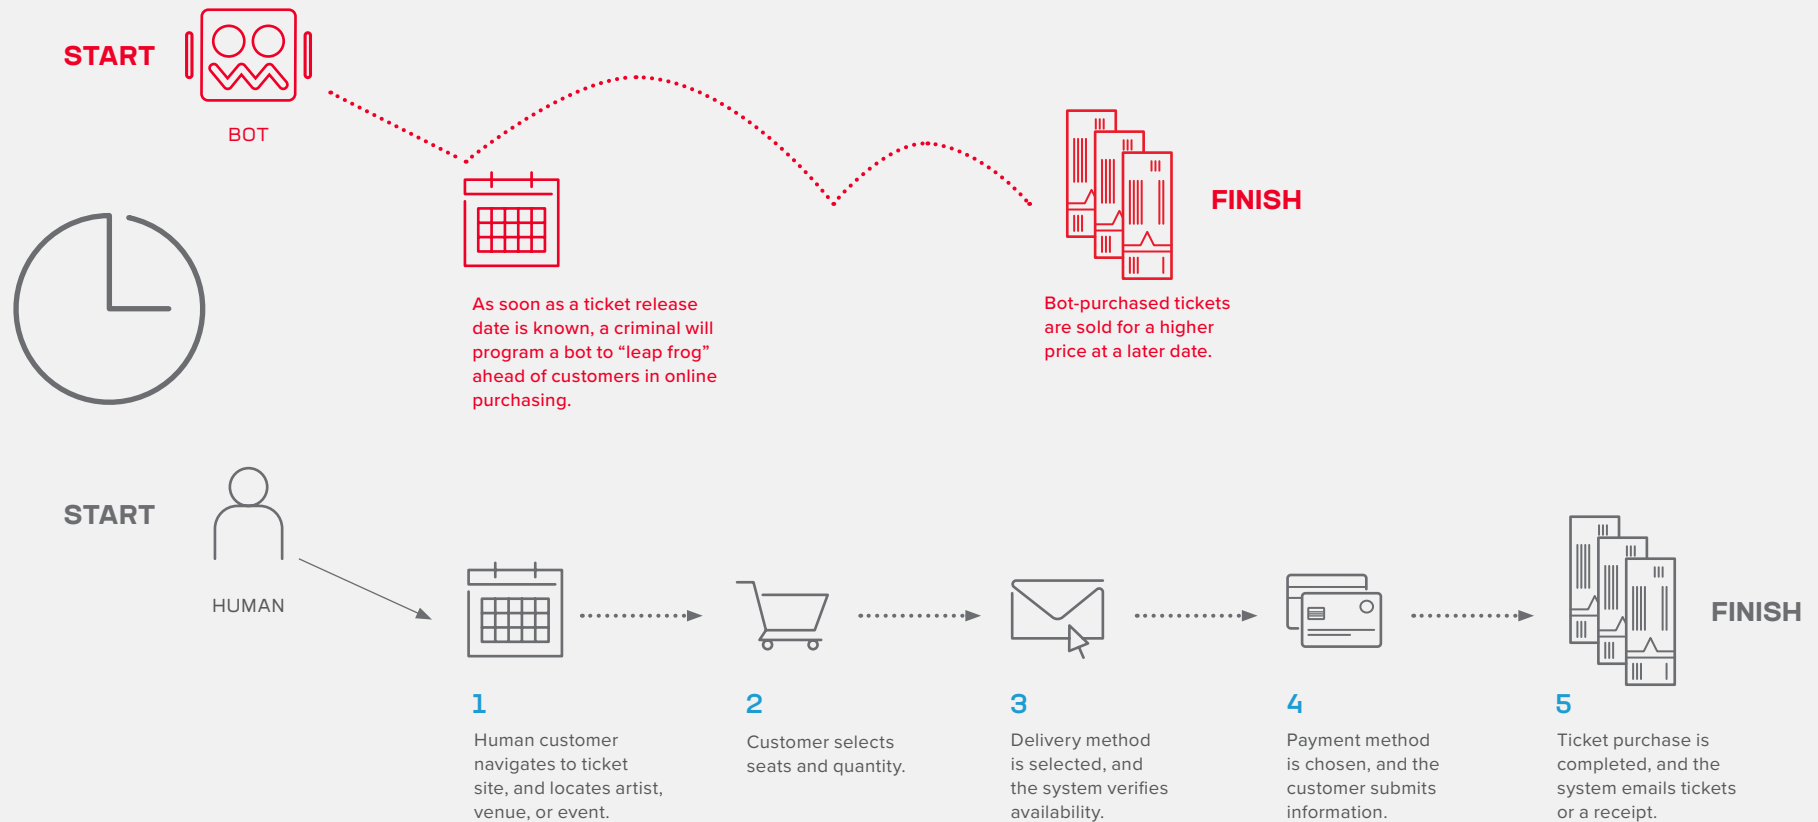 START
BOT
As soon as a ticket release
date is known, a criminal will
program a bot to “leap frog”
ahead of customers in online
purchasing.
Bot-purchased tickets
are sold for a higher
price at a later date.
FINISH
START
HUMAN
1
Human customer
navigates to ticket
site, and locates artist,
venue, or event.
2
Customer selects
seats and quantity.
3
Delivery method
is selected, and
the system verifies
availability.
4
Payment method
is chosen, and the
customer submits
information.
5
Ticket purchase is
completed, and the
system emails tickets
or a receipt.
FINISH